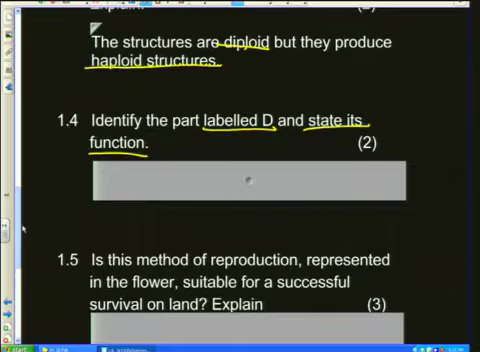 Explain.
The structures are diploid but they produce
haploid structures.
1.4 Identify the part labelled D and state its
function. (2)
1.5 Is this method of reproduction, represented
in the flower, suitable for a successful
survival on land? Explain (3)
start